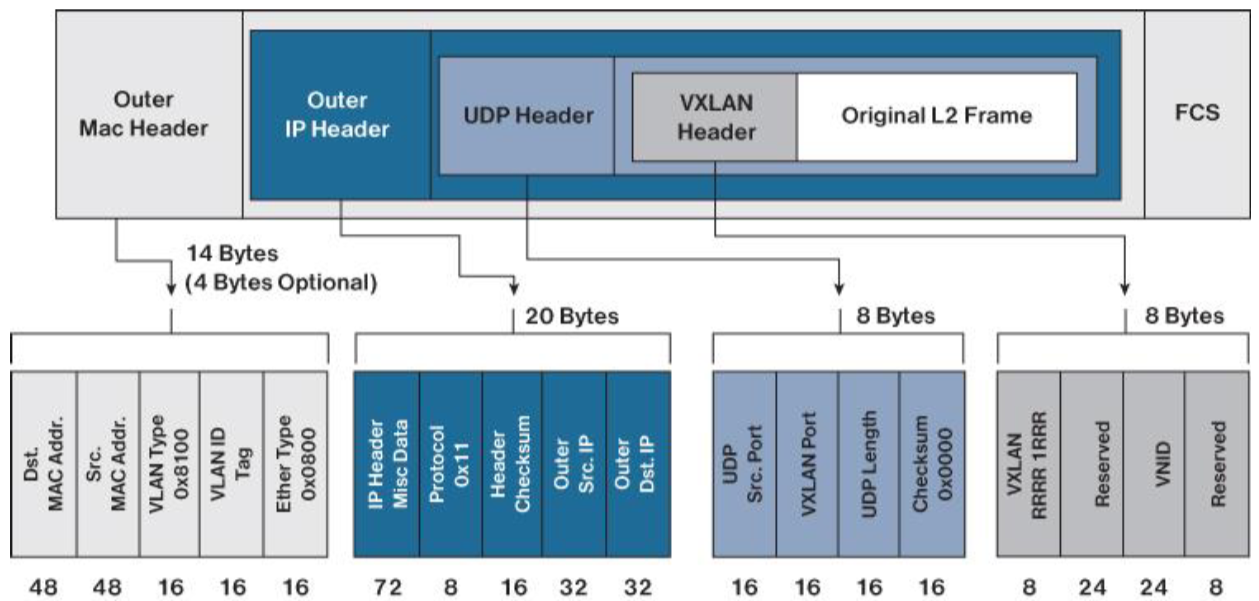 Outer
Mac Header
Outer
IP Header
UDP Header
VXLAN
Header
Original L2 Frame
FCS
14 Bytes
(4 Bytes Optional)
20 Bytes
8 Bytes
8 Bytes
Dst.
MAC Addr.
Src.
MAC Addr.
VLAN Type
0x8100
VLAN ID
Tag
Ether Type
0x0800
IP Header
Misc Data
Protocol
0x11
Header
Checksum
Outer
Src. IP
Outer
Dst. IP
UDP
Src. Port
VXLAN Port
UDP Length
Checksum
0x0000
VXLAN
RRRR 1RRR
Reserved
VNID
Reserved
48 48 16 16 16
72 8 16 32 32
16 16 16 16
8 24 24 8